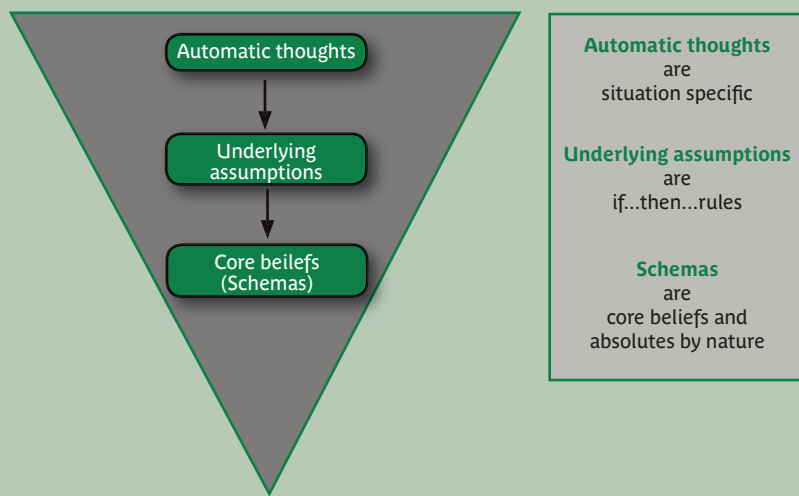 Automatic thoughts
Underlying
assumptions
Core beilefs
(Schemas)
Automatic thoughts
are
situation specific
Underlying assumptions
are
if...then...rules
Schemas
are
core beliefs and
absolutes by nature